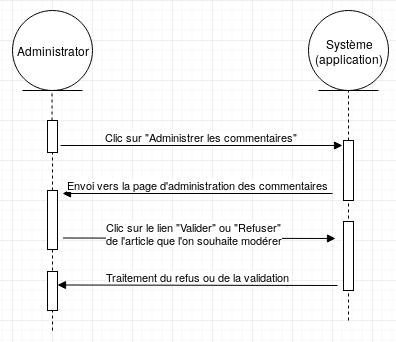 Administrator
Système
(application)
Clic sur "Administrer les commentaires"
Envoi vers la page d'administration des commentaires
Clic sur le lien "Valider" ou "Refuser"
de l'article que l'on souhaite modérer
Traitement du refus ou de la validation